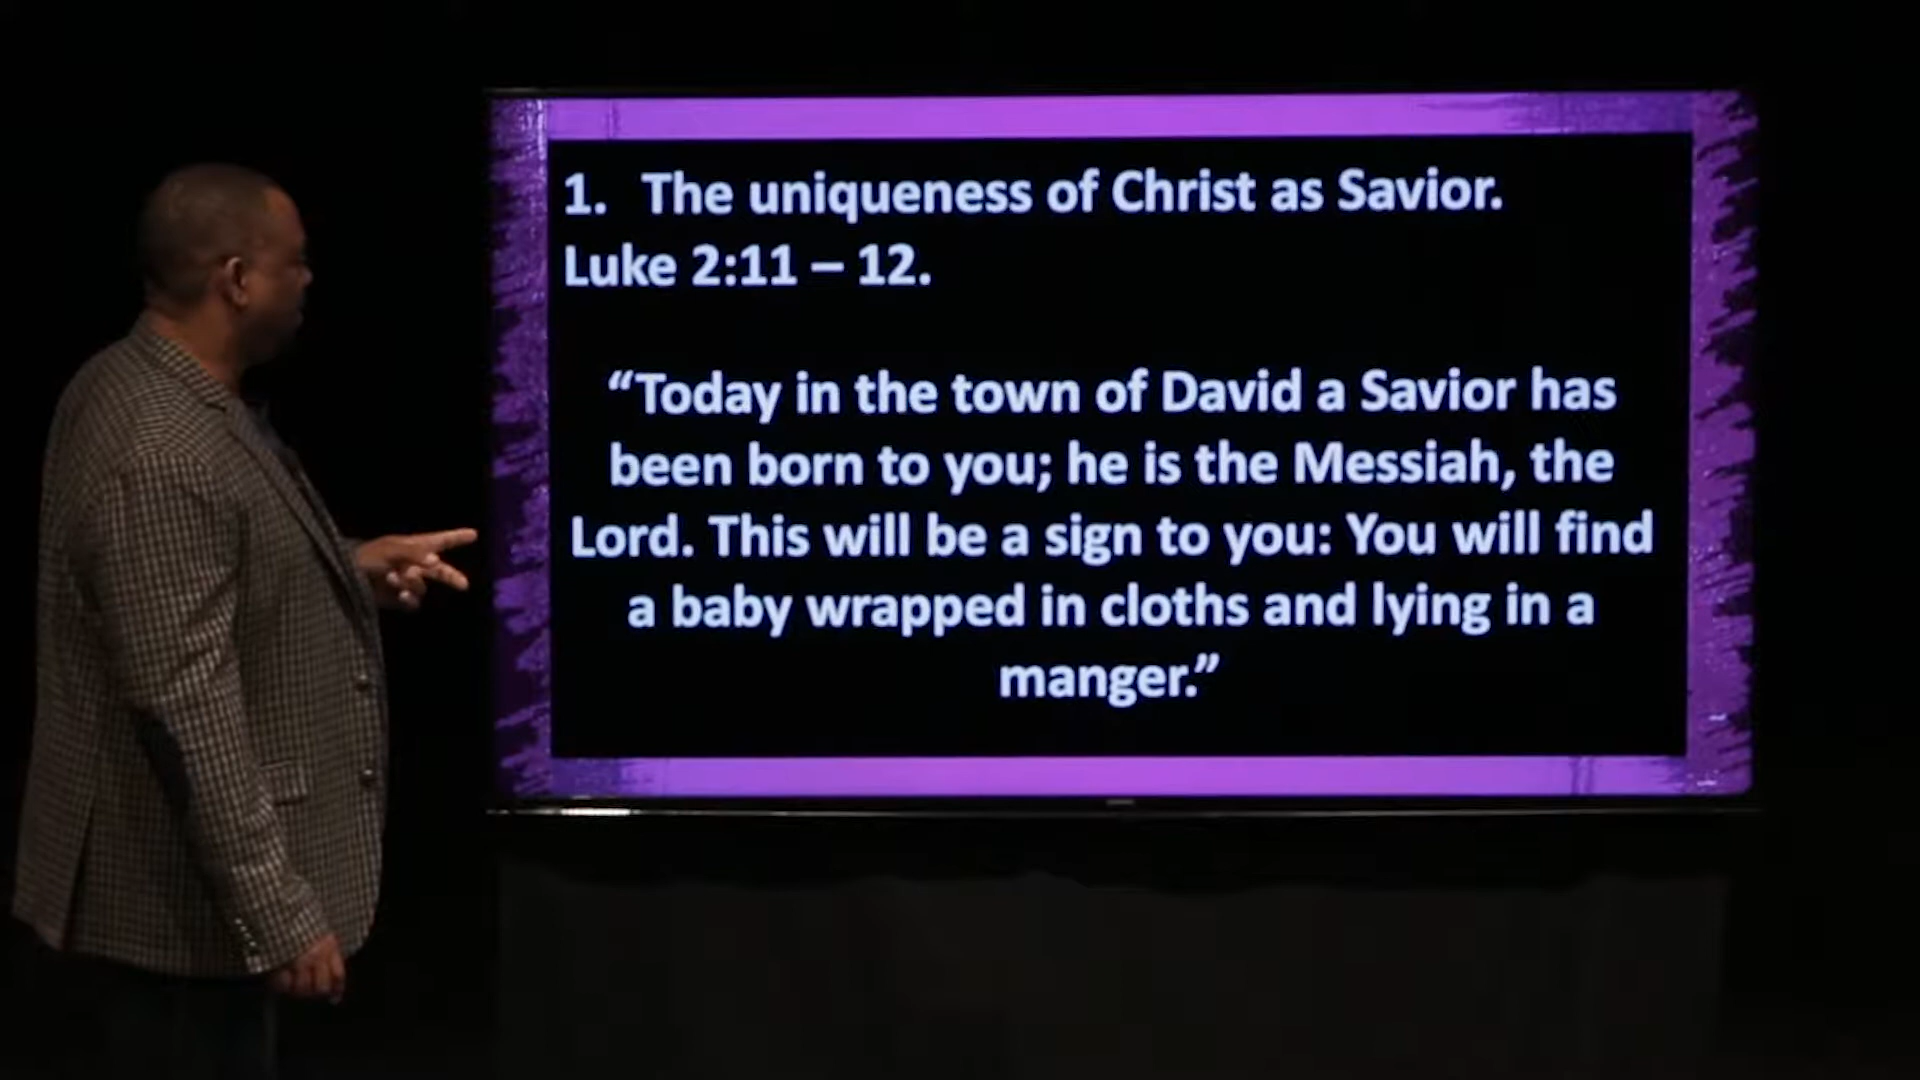 1. The uniqueness of Christ as Savior.
Luke 2:11 – 12.
“Today in the town of David a Savior has
been born to you; he is the Messiah, the
Lord. This will be a sign to you: You will find
a baby wrapped in cloths and lying in a
manger.”